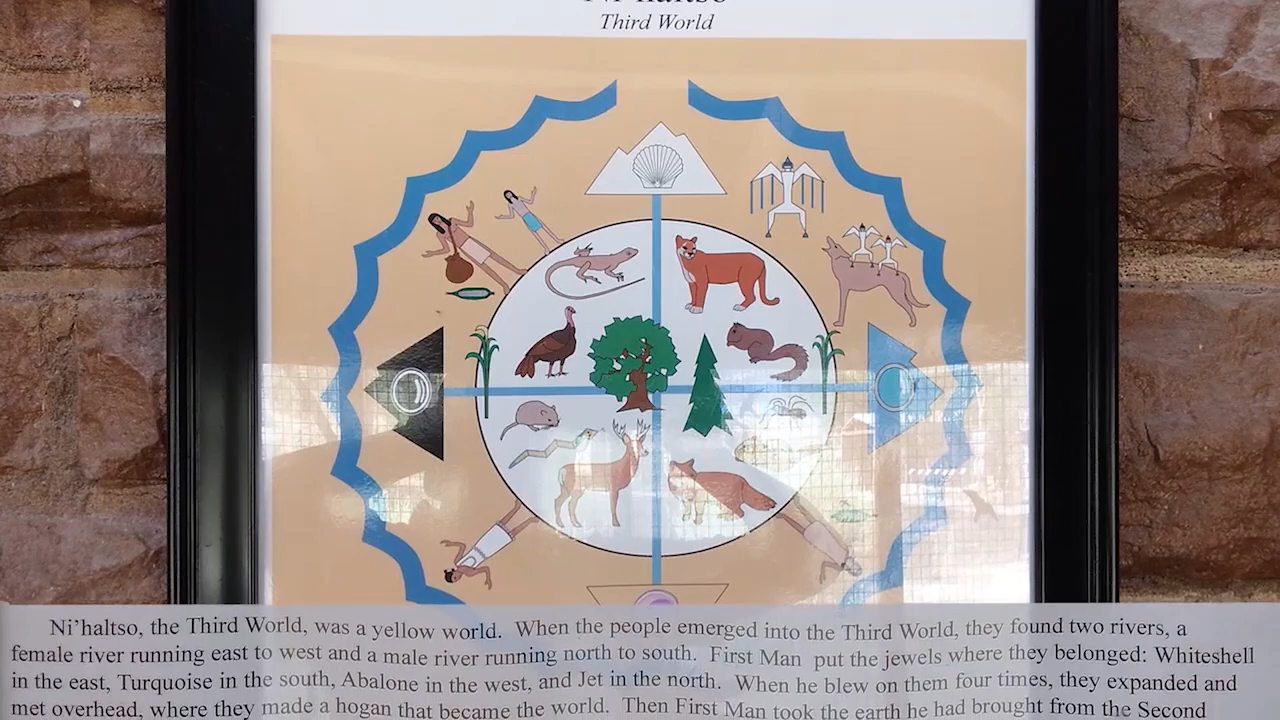 Third World
Ni'haltso, the Third World, was a yellow world. When the people emerged into the Third World, they found two rivers, a
female river running east to west and a male river running north to south. First Man put the jewels where they belonged: Whiteshell
in the east, Turquoise in the south, Abalone in the west, and Jet in the north. When he blew on them four times, they expanded and
met overhead, where they made a hogan that became the world. Then First Man took the earth he had brought from the Second